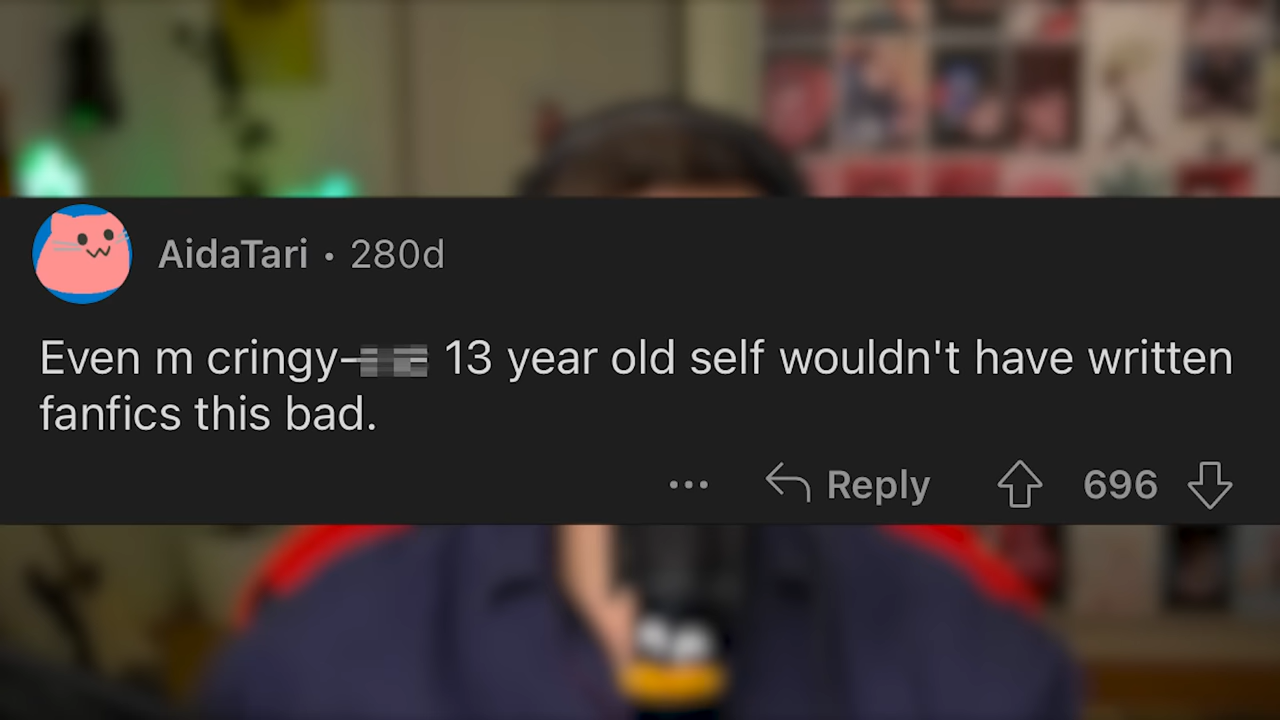 AidaTari • 280d
Even m cringy- 13 year old self wouldn't have written
fanfics this bad.
... Reply 696